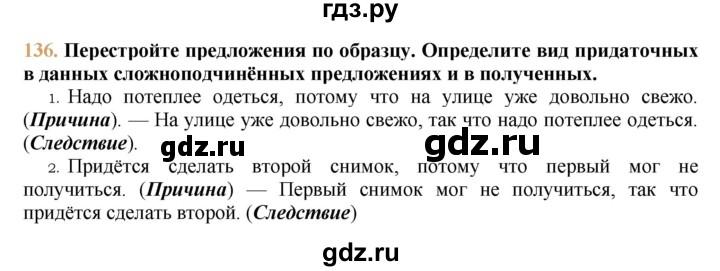 гдз.ру
136. Перестройте предложения по образцу. Определите вид придаточных
в данных сложноподчинённых предложениях и в полученных.
1. Надо потеплее одеться, потому что на улице уже довольно свежо.
(Причина). — На улице уже довольно свежо, так что надо потеплее одеться.
(Следствие).
gdz.ru
gdz.ru
2. Придётся сделать второй снимок, потому что первый мог не
получиться. (Причина) — Первый снимок мог не получиться, так что
придётся сделать второй. (Следствие)
gdz.ru